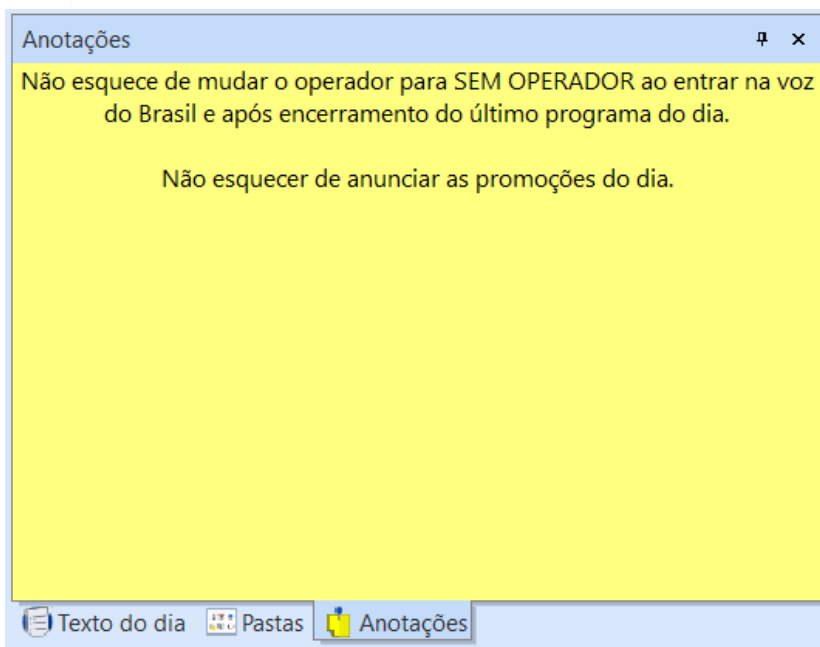 Anotações
Não esquece de mudar o operador para SEM OPERADOR ao entrar na voz
do Brasil e após encerramento do último programa do dia.
Não esquecer de anunciar as promoções do dia.
Texto do dia Pastas Anotações